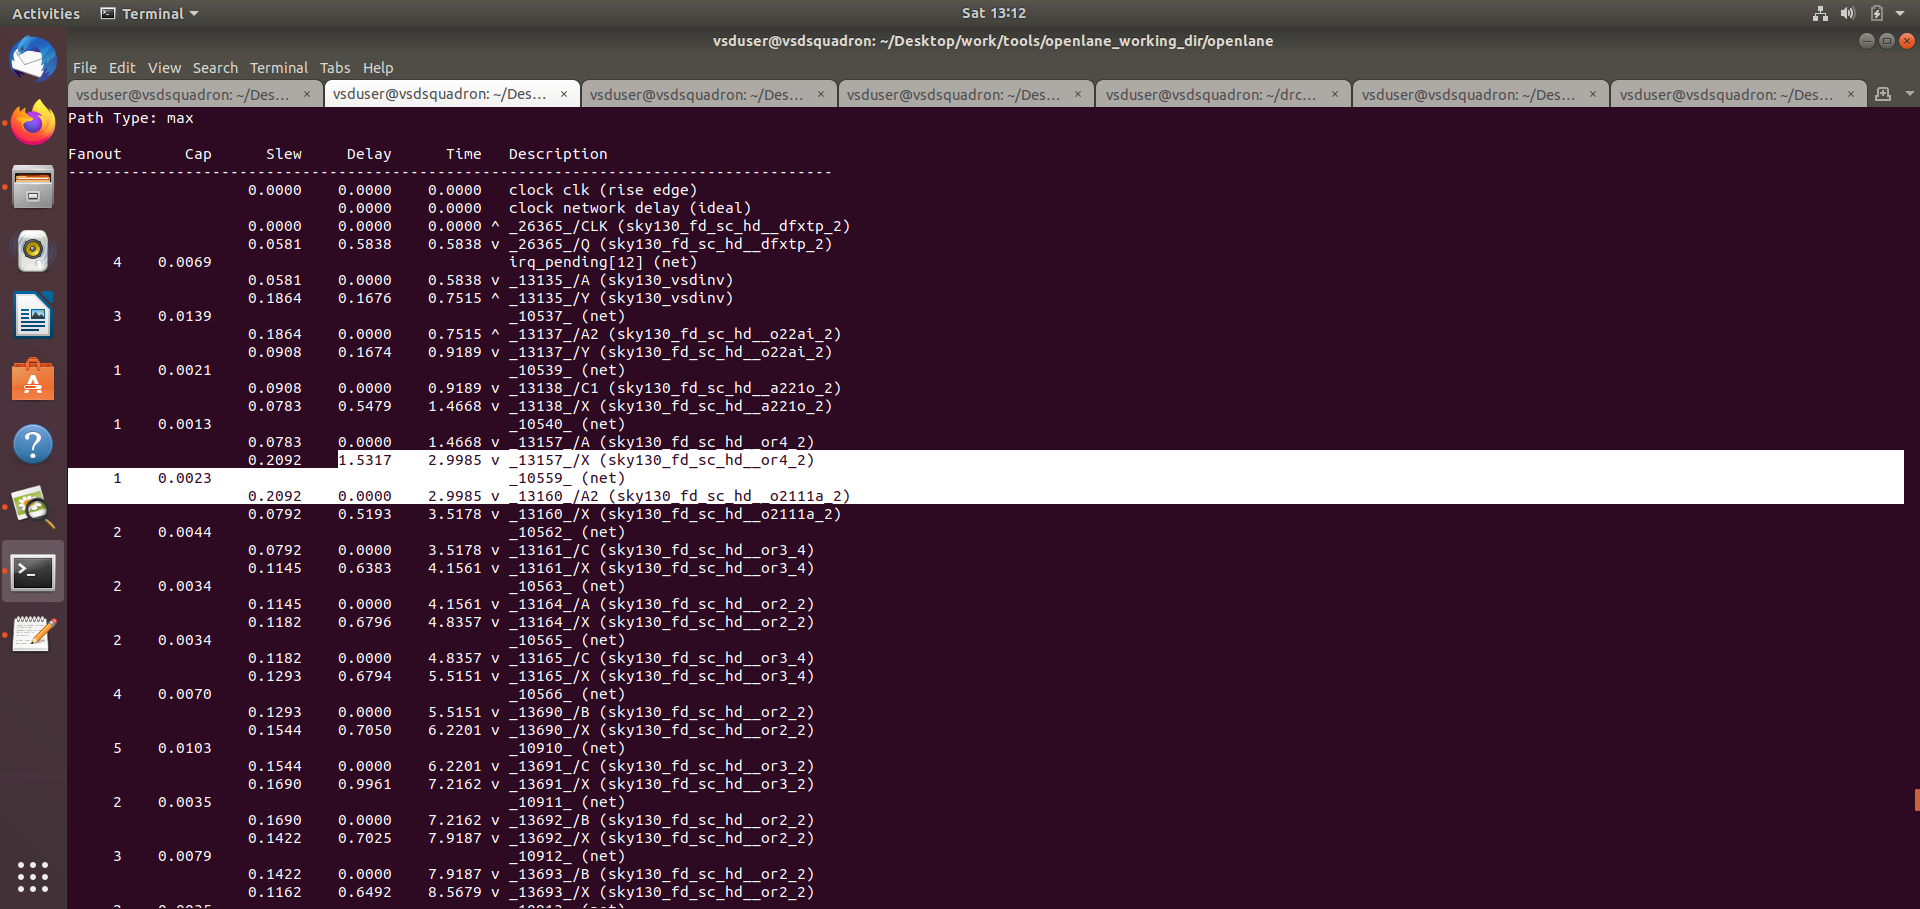 Activities Terminal Sat 13:12
vsduser@vsdsquadron: ~/Desktop/work/tools/openlane_working_dir/openlane
File Edit View Search Terminal Tabs Help
vsduser@vsdsquadron: ~/Des... × vsduser@vsdsquadron: ~/Des... × vsduser@vsdsquadron: ~/Des... × vsduser@vsdsquadron: ~/Des... × vsduser@vsdsquadron: ~/drc... × vsduser@vsdsquadron: ~/Des... × vsduser@vsdsquadron: ~/Des... ×
Path Type: max
Fanout Cap Slew Delay Time Description
-------------------------------------------------------------------------------------
0.0000 0.0000 0.0000 clock clk (rise edge)
0.0000 0.0000 clock network delay (ideal)
0.0000 0.0000 0.0000 ^ _26365_/CLK (sky130_fd_sc_hd__dfxtp_2)
0.0581 0.5838 0.5838 v _26365_/Q (sky130_fd_sc_hd__dfxtp_2)
4 0.0069 irq_pending[12] (net)
0.0581 0.0000 0.5838 v _13135_/A (sky130_vsdinv)
0.1864 0.1676 0.7515 ^ _13135_/Y (sky130_vsdinv)
3 0.0139 _10537_ (net)
0.1864 0.0000 0.7515 ^ _13137_/A2 (sky130_fd_sc_hd__o22ai_2)
0.0908 0.1674 0.9189 v _13137_/Y (sky130_fd_sc_hd__o22ai_2)
1 0.0021 _10539_ (net)
0.0908 0.0000 0.9189 v _13138_/C1 (sky130_fd_sc_hd__a221o_2)
0.0783 0.5479 1.4668 v _13138_/X (sky130_fd_sc_hd__a221o_2)
1 0.0013 _10540_ (net)
0.0783 0.0000 1.4668 v _13157_/A (sky130_fd_sc_hd__or4_2)
0.2092 1.5317 2.9985 v _13157_/X (sky130_fd_sc_hd__or4_2)
1 0.0023 _10559_ (net)
0.2092 0.0000 2.9985 v _13160_/A2 (sky130_fd_sc_hd__o2111a_2)
0.0792 0.5193 3.5178 v _13160_/X (sky130_fd_sc_hd__o2111a_2)
2 0.0044 _10562_ (net)
0.0792 0.0000 3.5178 v _13161_/C (sky130_fd_sc_hd__or3_4)
0.1145 0.6383 4.1561 v _13161_/X (sky130_fd_sc_hd__or3_4)
2 0.0034 _10563_ (net)
0.1145 0.0000 4.1561 v _13164_/A (sky130_fd_sc_hd__or2_2)
0.1182 0.6796 4.8357 v _13164_/X (sky130_fd_sc_hd__or2_2)
2 0.0034 _10565_ (net)
0.1182 0.0000 4.8357 v _13165_/C (sky130_fd_sc_hd__or3_4)
0.1293 0.6794 5.5151 v _13165_/X (sky130_fd_sc_hd__or3_4)
4 0.0070 _10566_ (net)
0.1293 0.0000 5.5151 v _13690_/B (sky130_fd_sc_hd__or2_2)
0.1544 0.7050 6.2201 v _13690_/X (sky130_fd_sc_hd__or2_2)
5 0.0103 _10910_ (net)
0.1544 0.0000 6.2201 v _13691_/C (sky130_fd_sc_hd__or3_2)
0.1690 0.9961 7.2162 v _13691_/X (sky130_fd_sc_hd__or3_2)
2 0.0035 _10911_ (net)
0.1690 0.0000 7.2162 v _13692_/B (sky130_fd_sc_hd__or2_2)
0.1422 0.7025 7.9187 v _13692_/X (sky130_fd_sc_hd__or2_2)
3 0.0079 _10912_ (net)
0.1422 0.0000 7.9187 v _13693_/B (sky130_fd_sc_hd__or2_2)
0.1162 0.6492 8.5679 v _13693_/X (sky130_fd_sc_hd__or2_2)